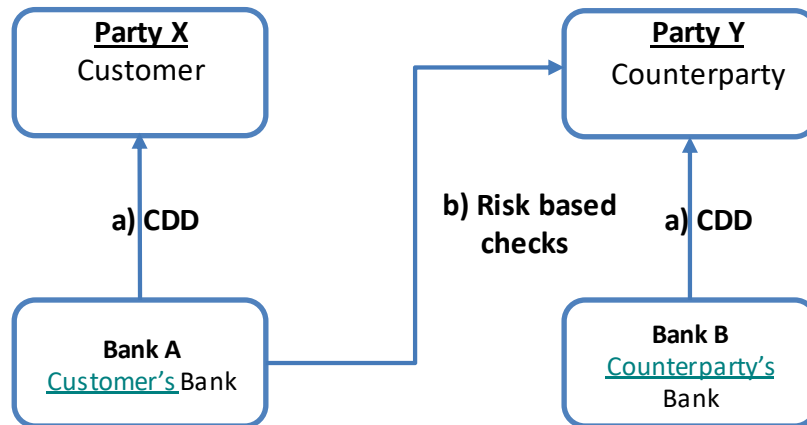 Party X
Customer
Party Y
Counterparty
a) CDD
b) Risk based
checks
a) CDD
Bank A
Customer’s Bank
Bank B
Counterparty’s
Bank